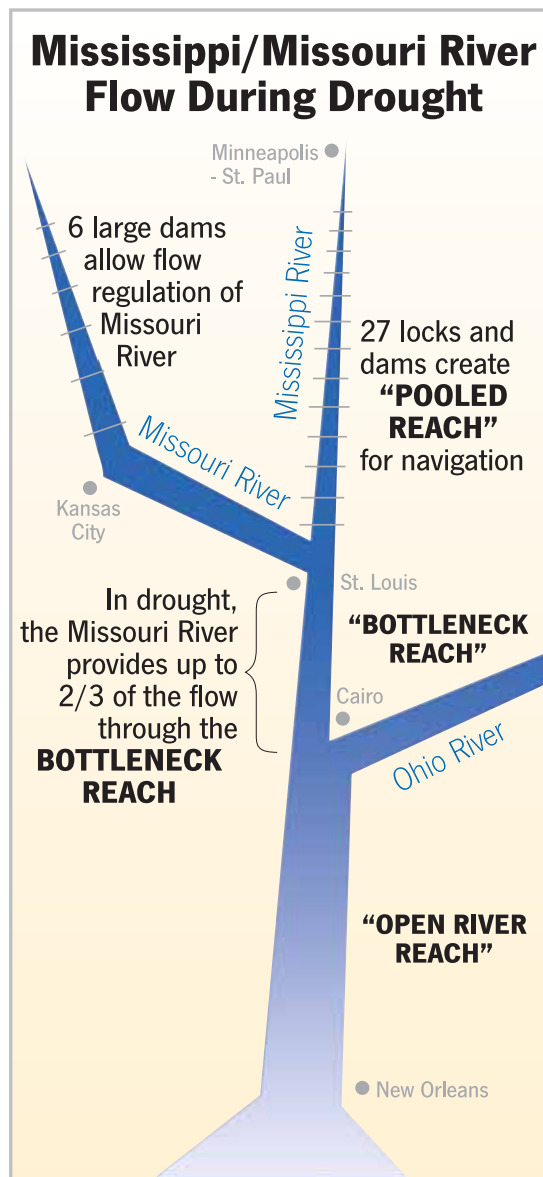 Mississippi/Missouri River
Flow During Drought
Minneapolis
- St. Paul
6 large dams
allow flow
regulation of
Missouri
River
Mississippi River
27 locks and
dams create
“POOLED
REACH”
for navigation
Missouri River
Kansas
City
St. Louis
In drought,
the Missouri River
provides up to
2/3 of the flow
through the
BOTTLENECK
REACH
“BOTTLENECK
REACH”
Cairo
Ohio River
“OPEN RIVER
REACH”
New Orleans